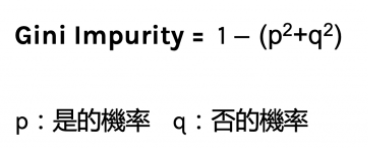 Gini Impurity = 1 – (p²+q²)
p：是的機率 q：否的機率